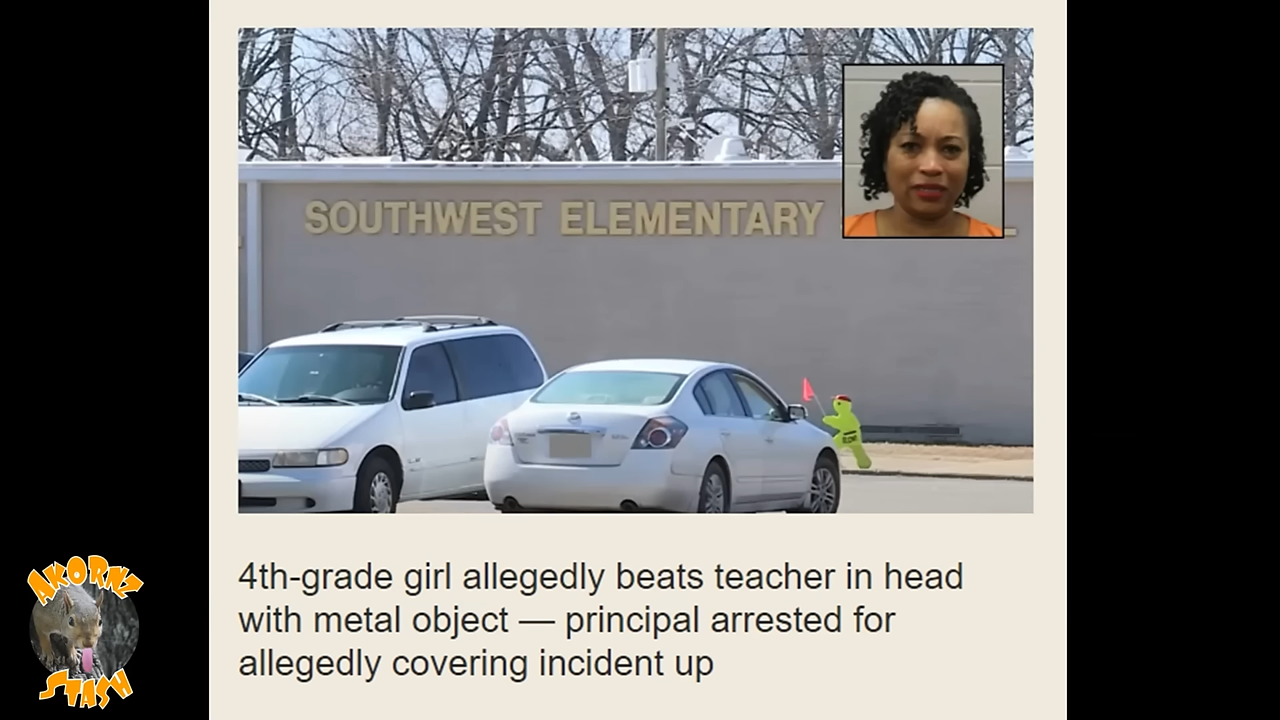 SOUTHWEST ELEMENTARY
4th-grade girl allegedly beats teacher in head
with metal object — principal arrested for
allegedly covering incident up
AKORNZ
STASH